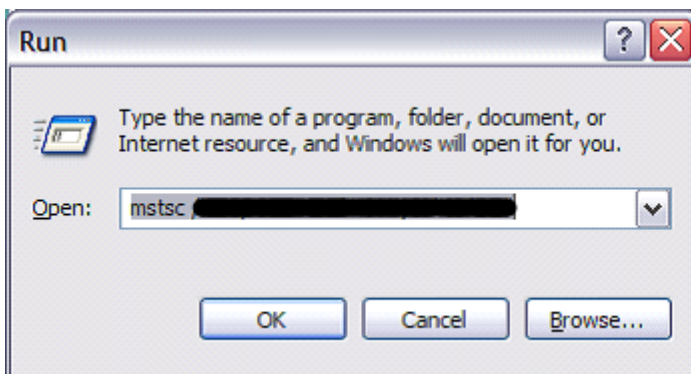 Run
Type the name of a program, folder, document, or
Internet resource, and Windows will open it for you.
Open:
mstsc
OK
Cancel
Browse...